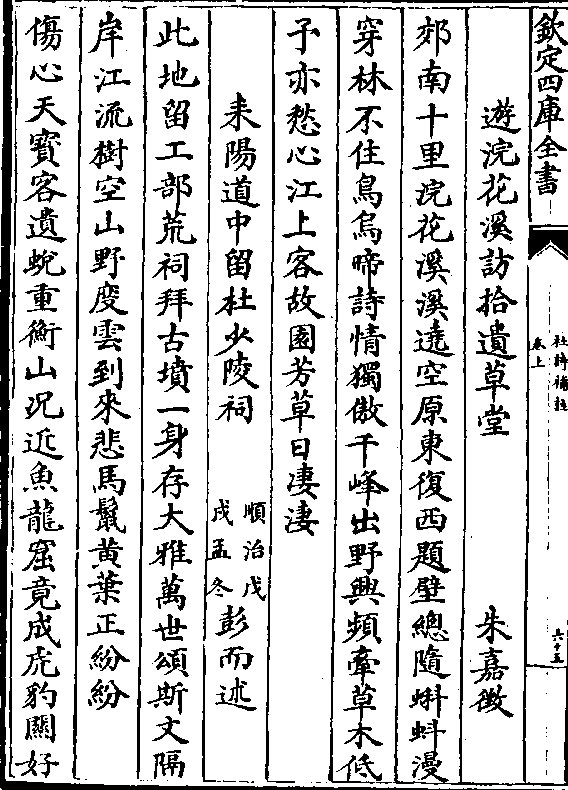 欽定四庫全書
杜詩補註
卷上
六十五
遊浣花溪訪拾遺草堂　朱嘉徵
郊南十里浣花溪溪遶空原東復西題壁總隨蝌蚪漫
穿林不住鳥烏啼詩情獨傲千峰出野興頻牽草木低
予亦愁心江上客故園芳草日凄淒
耒陽道中留杜少陵祠　順治戊戌孟冬　彭而述
此地留工部荒祠拜古墳一身存大雅萬世頌斯文隔
岸江流樹空山野度雲到來悲馬鬛黄葉正紛紛
傷心天寶客遺蛻重衡山况近魚龍窟竟成虎豹關好